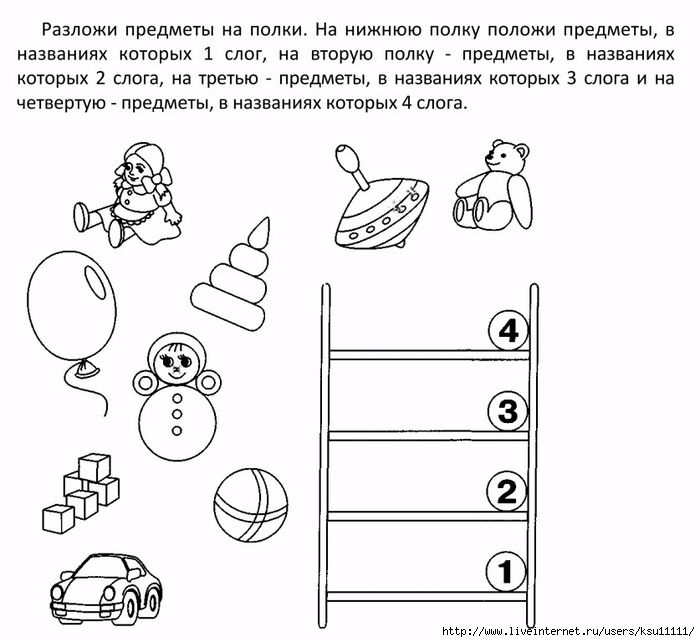 Разложи предметы на полки. На нижнюю полку положи предметы, в
названиях которых 1 слог, на вторую полку - предметы, в названиях
которых 2 слога, на третью - предметы, в названиях которых 3 слога и на
четвертую - предметы, в названиях которых 4 слога.
4
3
2
1
http://www.liveinternet.ru/users/ksu11111/